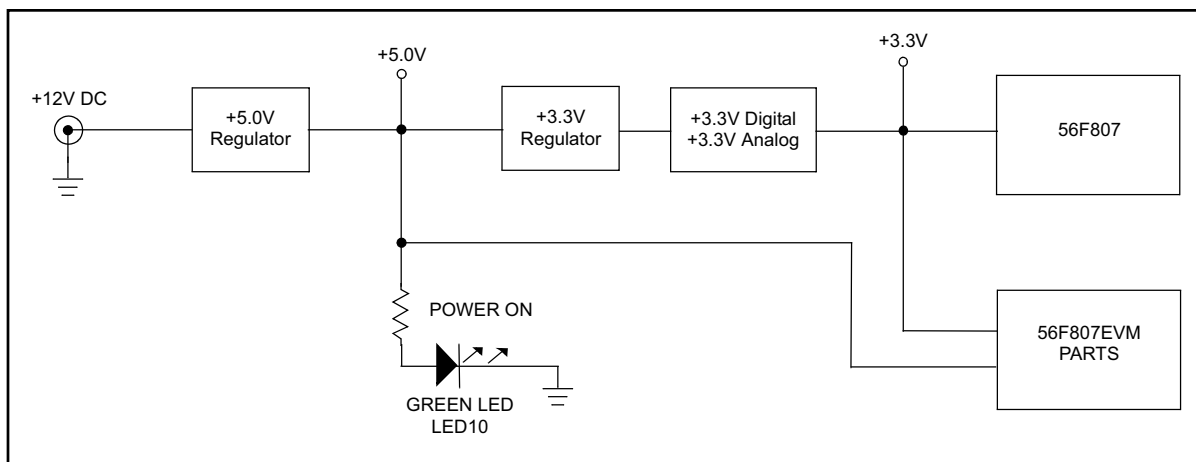 +12V DC
+5.0V
Regulator
+5.0V
+3.3V
Regulator
+3.3V Digital
+3.3V Analog
+3.3V
56F807
POWER ON
GREEN LED
LED10
56F807EVM
PARTS